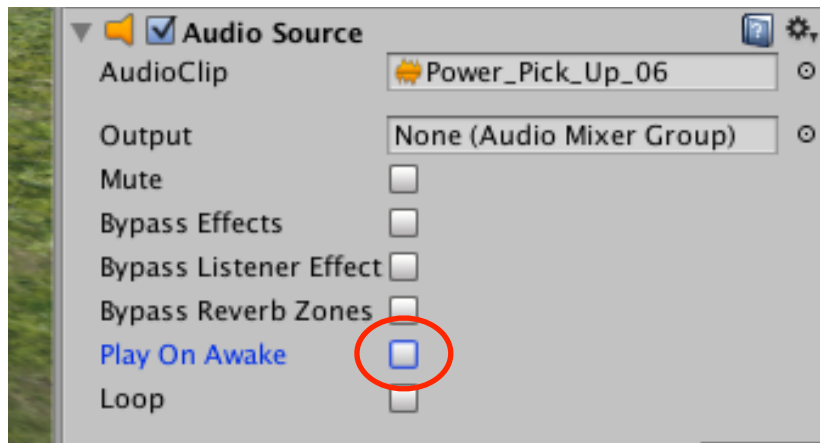 Audio Source
AudioClip Power_Pick_Up_06
Output None (Audio Mixer Group)
Mute
Bypass Effects
Bypass Listener Effect
Bypass Reverb Zones
Play On Awake
Loop